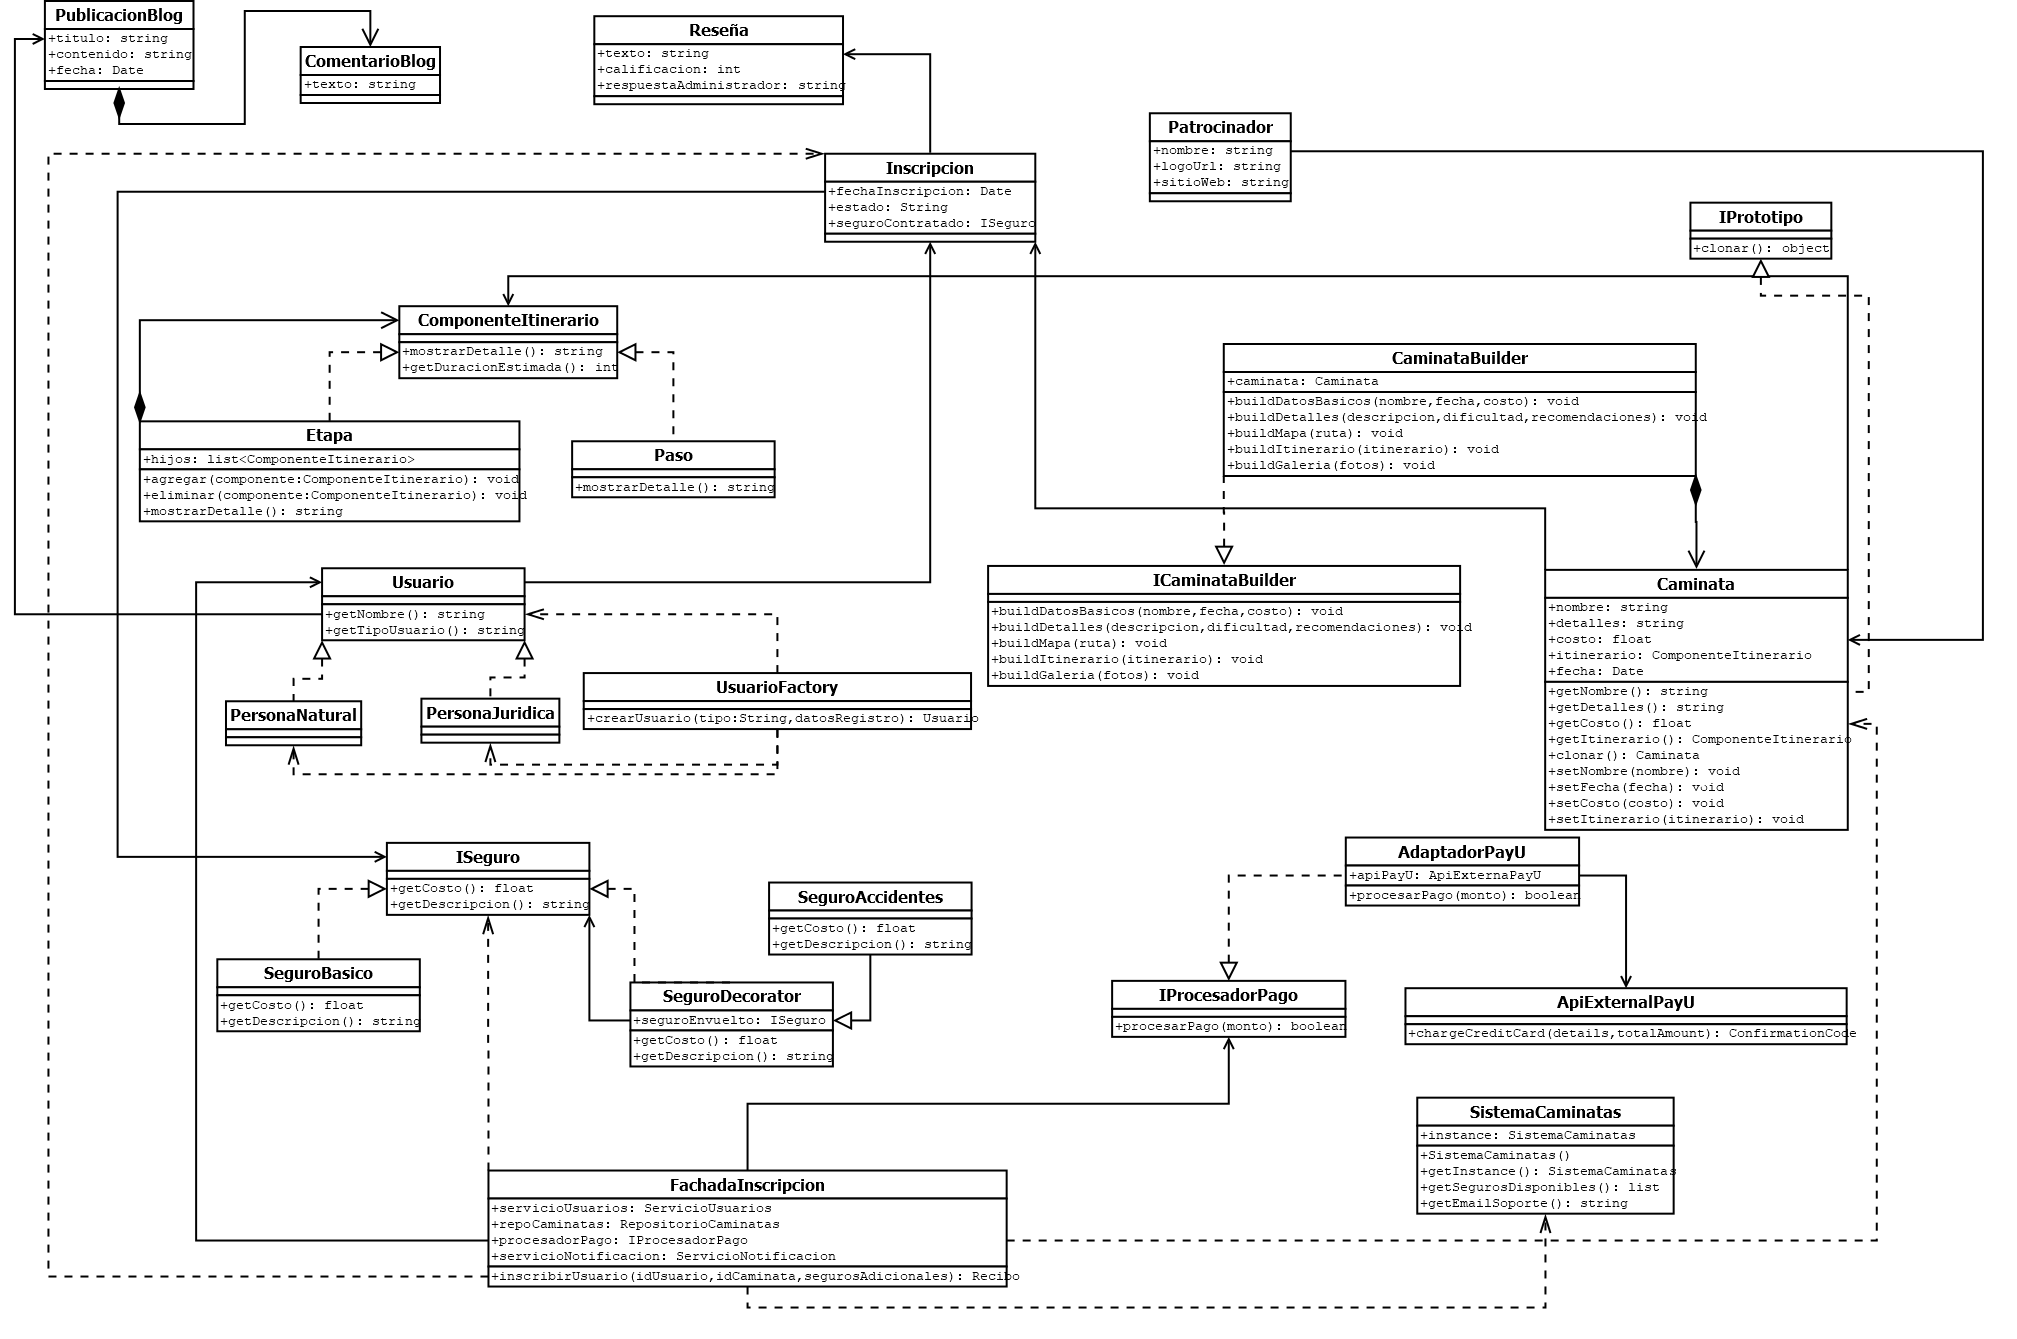 PublicacionBlog
+titulo: string
+contenido: string
+fecha: Date
ComentarioBlog
+texto: string
Reseña
+texto: string
+calificacion: int
+respuestaAdministrador: string
Patrocinador
+nombre: string
+logoUrl: string
+sitioWeb: string
Inscripcion
+fechaInscripcion: Date
+estado: String
+seguroContratado: ISeguro
IPrototipo
+clonar(): object
ComponenteItinerario
+mostrarDetalle(): string
+getDuracionEstimada(): int
CaminataBuilder
+caminata: Caminata
+buildDatosBasicos(nombre,fecha,costo): void
+buildDetalles(descripcion,dificultad,recomendaciones): void
+buildMapa(ruta): void
+buildItinerario(itinerario): void
+buildGaleria(fotos): void
Etapa
+hijos: list<ComponenteItinerario>
+agregar(componente:ComponenteItinerario): void
+eliminar(componente:ComponenteItinerario): void
+mostrarDetalle(): string
Paso
+mostrarDetalle(): string
Usuario
+getNombre(): string
+getTipoUsuario(): string
ICaminataBuilder
+buildDatosBasicos(nombre,fecha,costo): void
+buildDetalles(descripcion,dificultad,recomendaciones): void
+buildMapa(ruta): void
+buildItinerario(itinerario): void
+buildGaleria(fotos): void
Caminata
+nombre: string
+detalles: string
+costo: float
+itinerario: ComponenteItinerario
+fecha: Date
+getNombre(): string
+getDetalles(): string
+getCosto(): float
+getItinerario(): ComponenteItinerario
+clonar(): Caminata
+setNombre(nombre): void
+setFecha(fecha): void
+setCosto(costo): void
+setItinerario(itinerario): void
PersonaNatural
PersonaJuridica
UsuarioFactory
+crearUsuario(tipo:String,datosRegistro): Usuario
ISeguro
+getCosto(): float
+getDescripcion(): string
SeguroAccidentes
+getCosto(): float
+getDescripcion(): string
AdaptadorPayU
+apiPayU: ApiExternaPayU
+procesarPago(monto): boolean
SeguroBasico
+getCosto(): float
+getDescripcion(): string
SeguroDecorator
+seguroEnvuelto: ISeguro
+getCosto(): float
+getDescripcion(): string
IProcesadorPago
+procesarPago(monto): boolean
ApiExternalPayU
+chargeCreditCard(details,totalAmount): ConfirmationCode
SistemaCaminatas
+instance: SistemaCaminatas
+SistemaCaminatas()
+getInstance(): SistemaCaminatas
+getSegurosDisponibles(): list
+getEmailSoporte(): string
FachadaInscripcion
+servicioUsuarios: ServicioUsuarios
+repoCaminatas: RepositorioCaminatas
+procesadorPago: IProcesadorPago
+servicioNotificacion: ServicioNotificacion
+inscribirUsuario(idUsuario,idCaminata,segurosAdicionales): Recibo